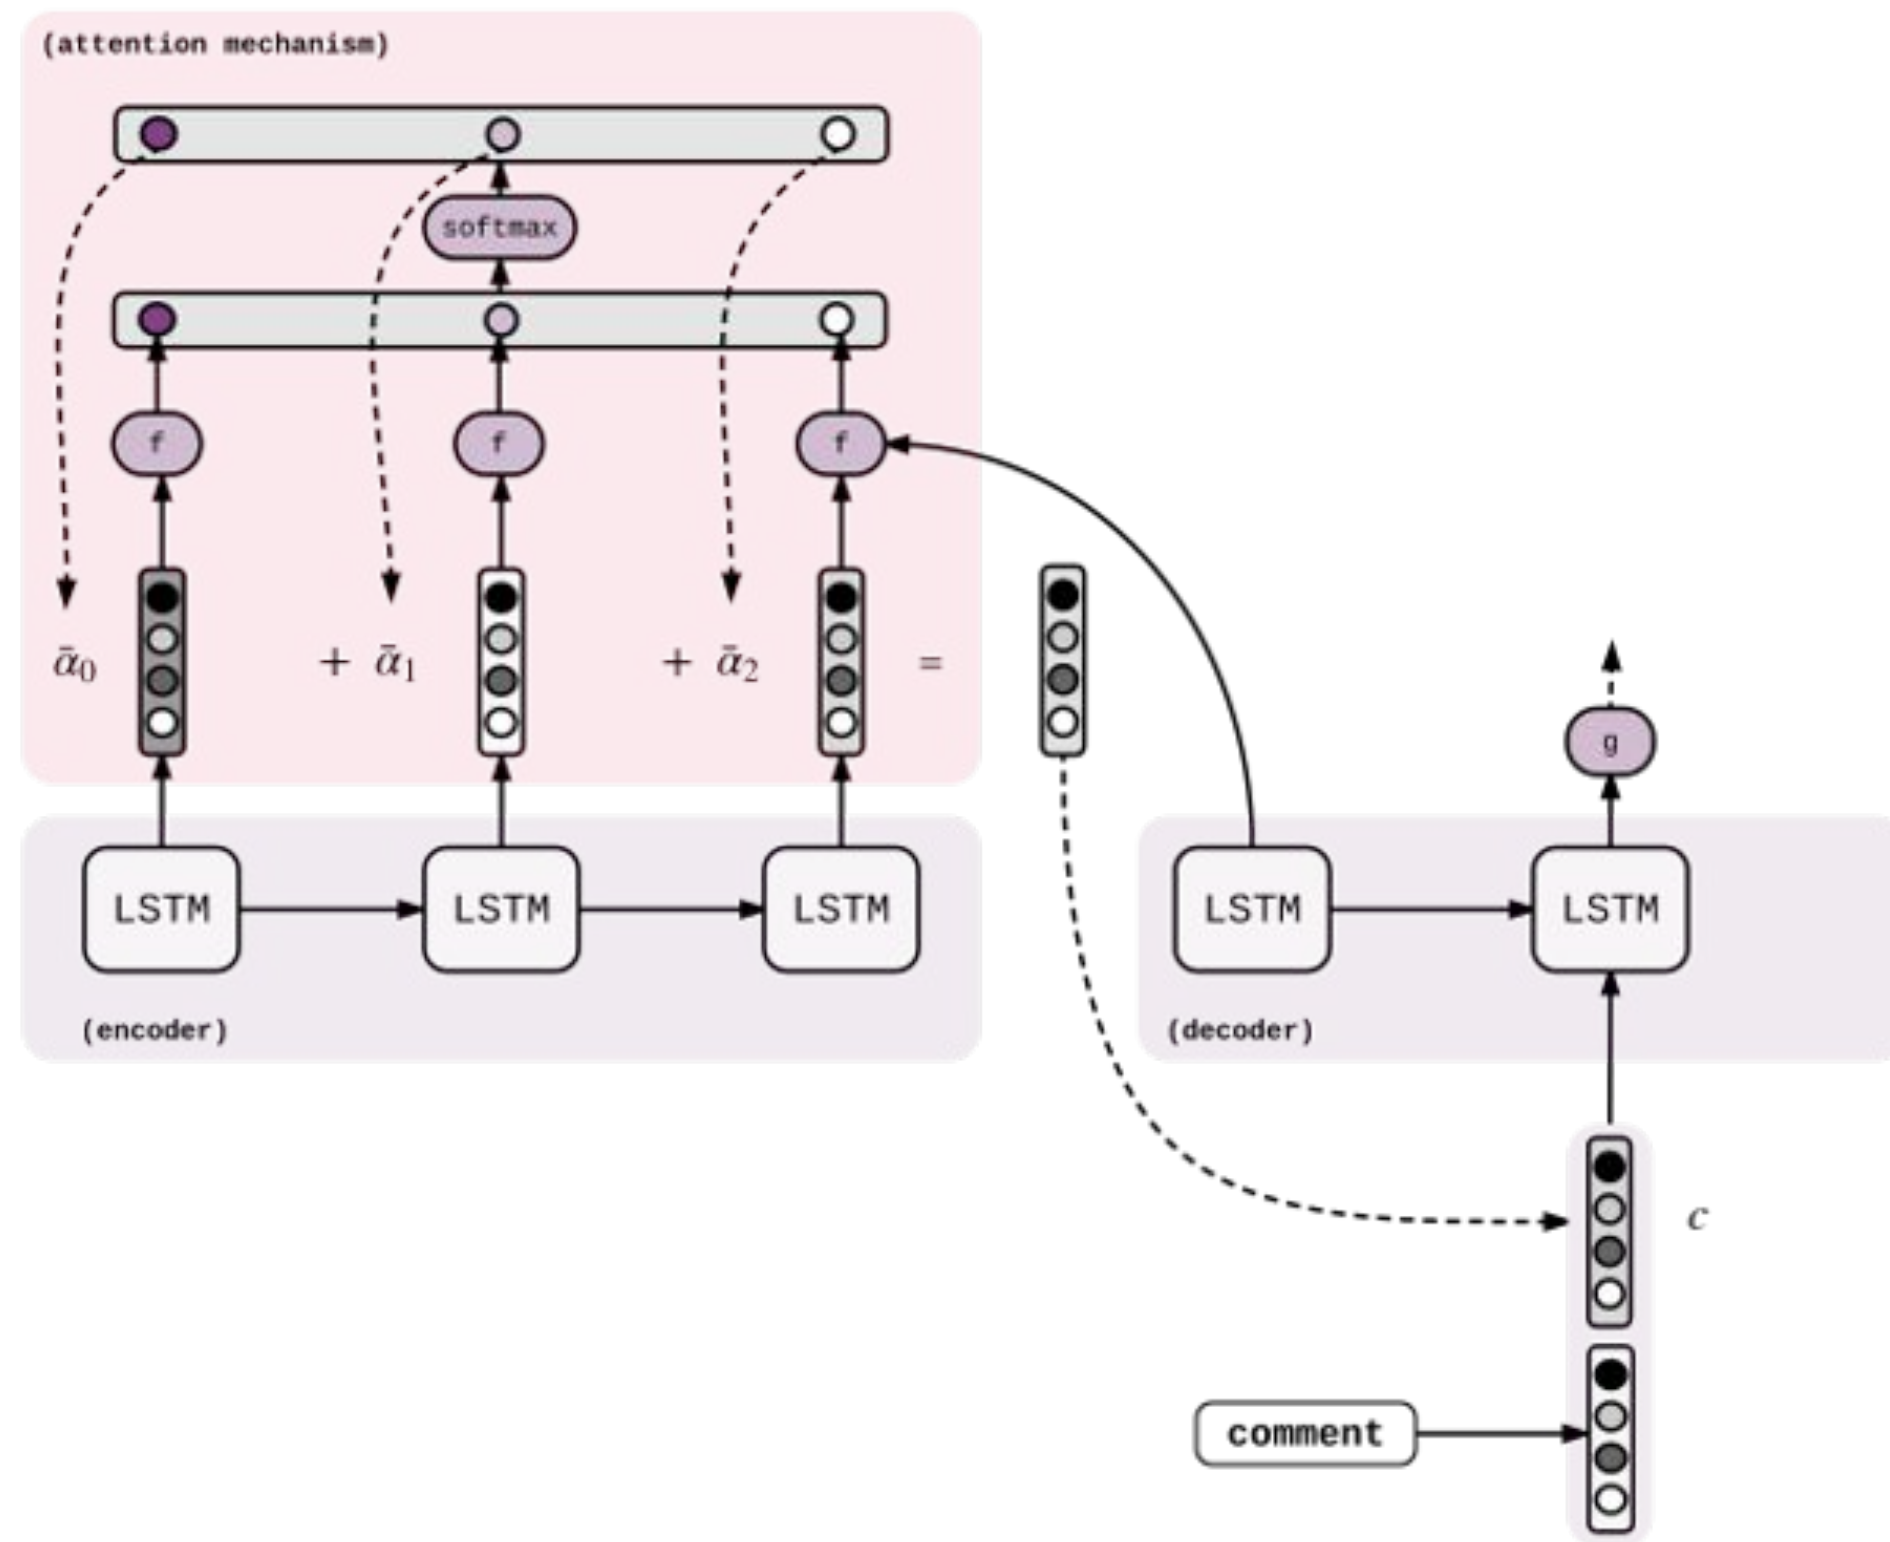 (attention mechanism)
softmax
f f f
ᾱ₀ + ᾱ₁ + ᾱ₂ =
g
LSTM LSTM LSTM LSTM LSTM
(encoder) (decoder)
c
comment